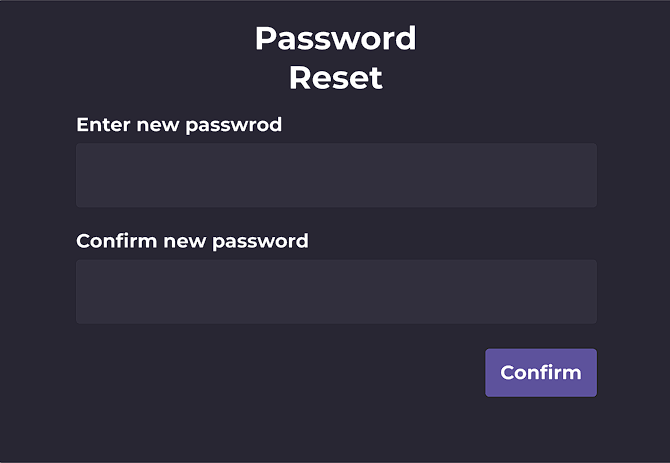 Password
Reset
Enter new passwrod
Confirm new password
Confirm